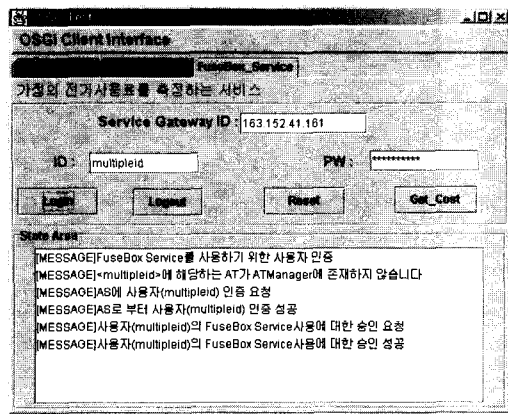 OSGi Client Interface
FuseBox_Service
가정의 전기사용료를 측정하는 서비스
Service Gateway ID : 163.152.41.161
ID : multipleid PW : **********
Login Logout Reset Get_Cost
State Area
[MESSAGE]FuseBox Service를 사용하기 위한 사용자 인증
[MESSAGE]<multipleid>에 해당하는 AT가 ATManager에 존재하지 않습니다
[MESSAGE]AS에 사용자(multipleid) 인증 요청
[MESSAGE]AS로 부터 사용자(multipleid) 인증 성공
[MESSAGE]사용자(multipleid)의 FuseBox Service사용에 대한 승인 요청
[MESSAGE]사용자(multipleid)의 FuseBox Service사용에 대한 승인 성공